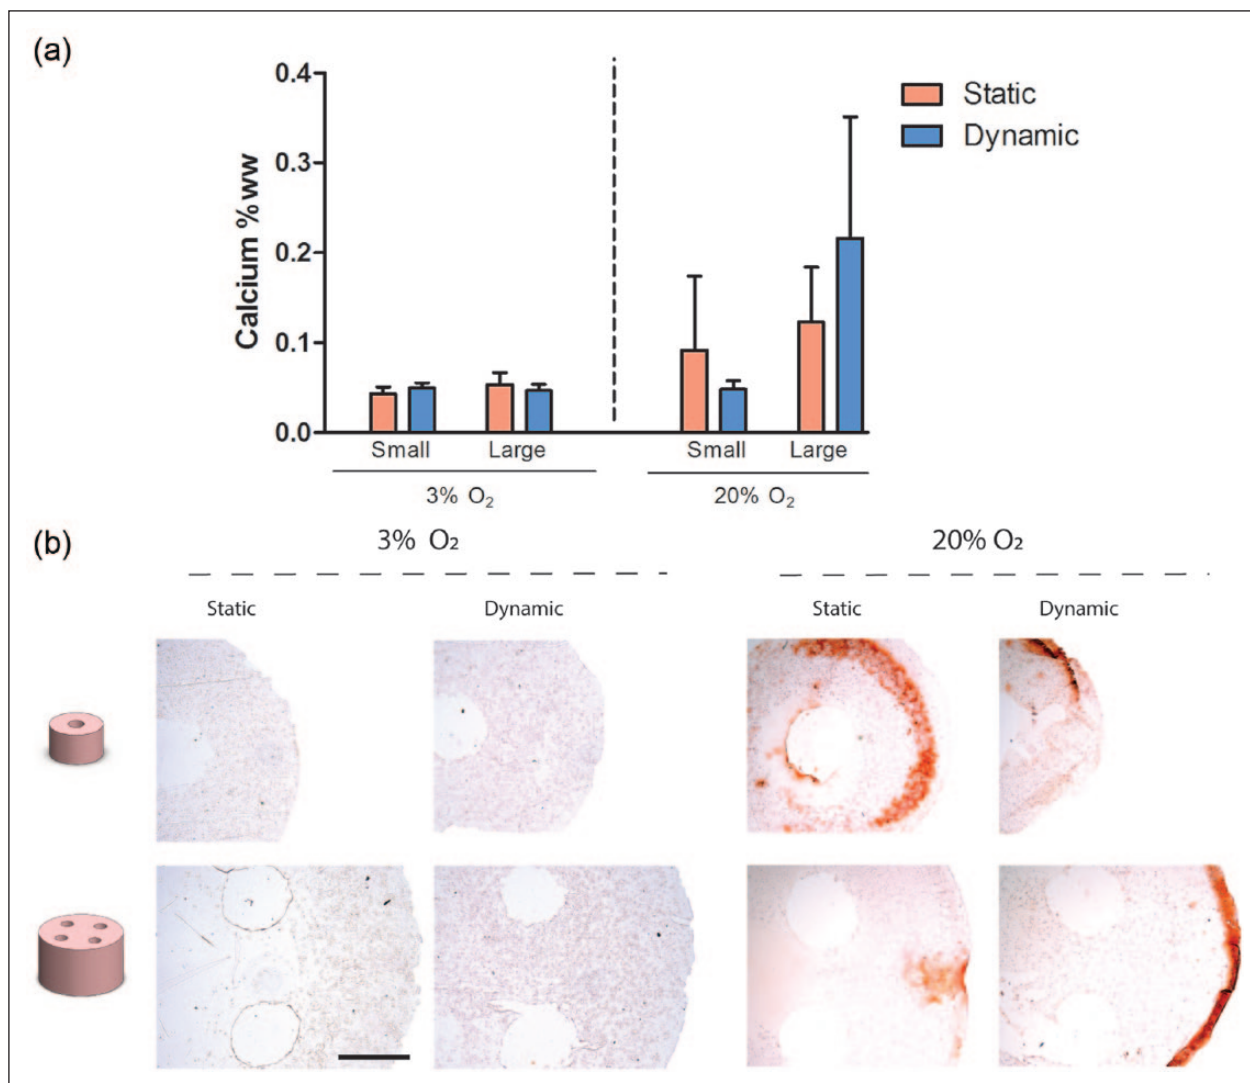 (a)
0.4
0.3
0.2
0.1
0.0
Calcium %ww
Static
Dynamic
Small Large Small Large
3% O₂ 20% O₂
(b)
3% O₂ 20% O₂
Static Dynamic Static Dynamic